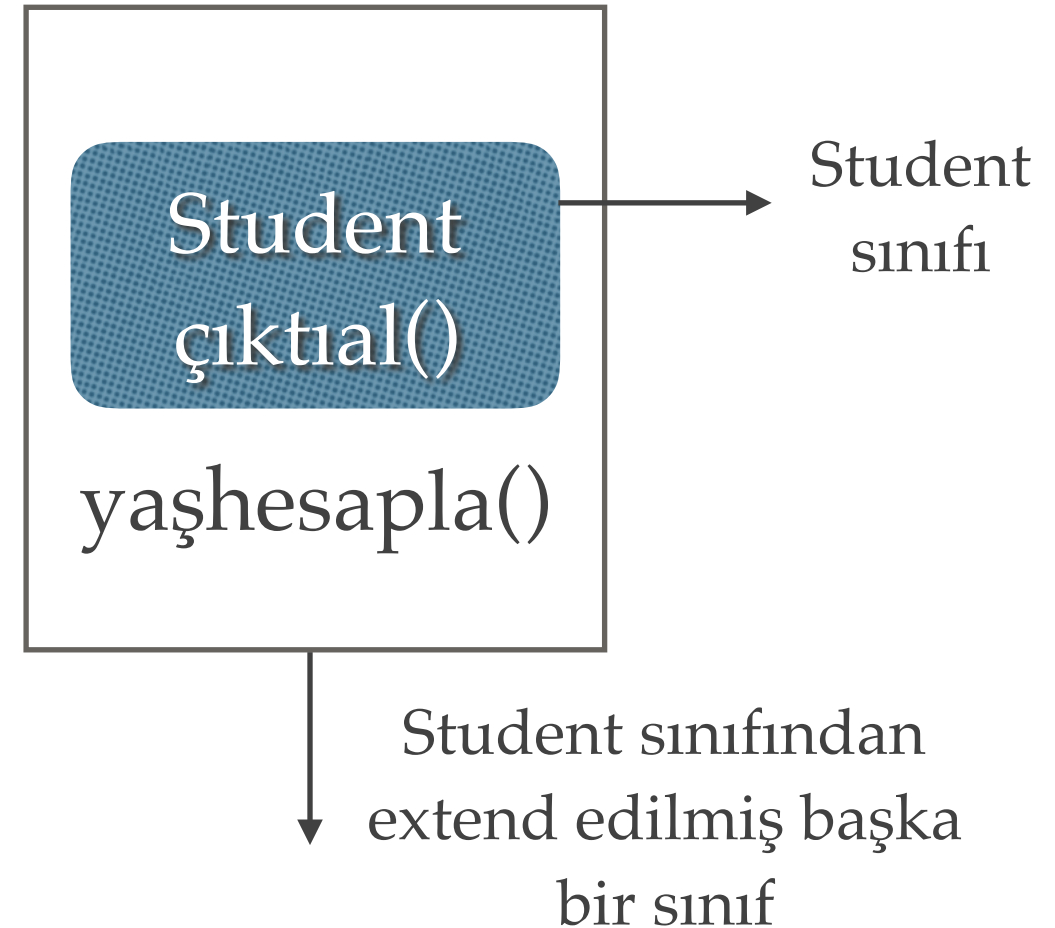 Student
çıktıal()
Student
sınıfı
yaşhesapla()
Student sınıfından
extend edilmiş başka
bir sınıf